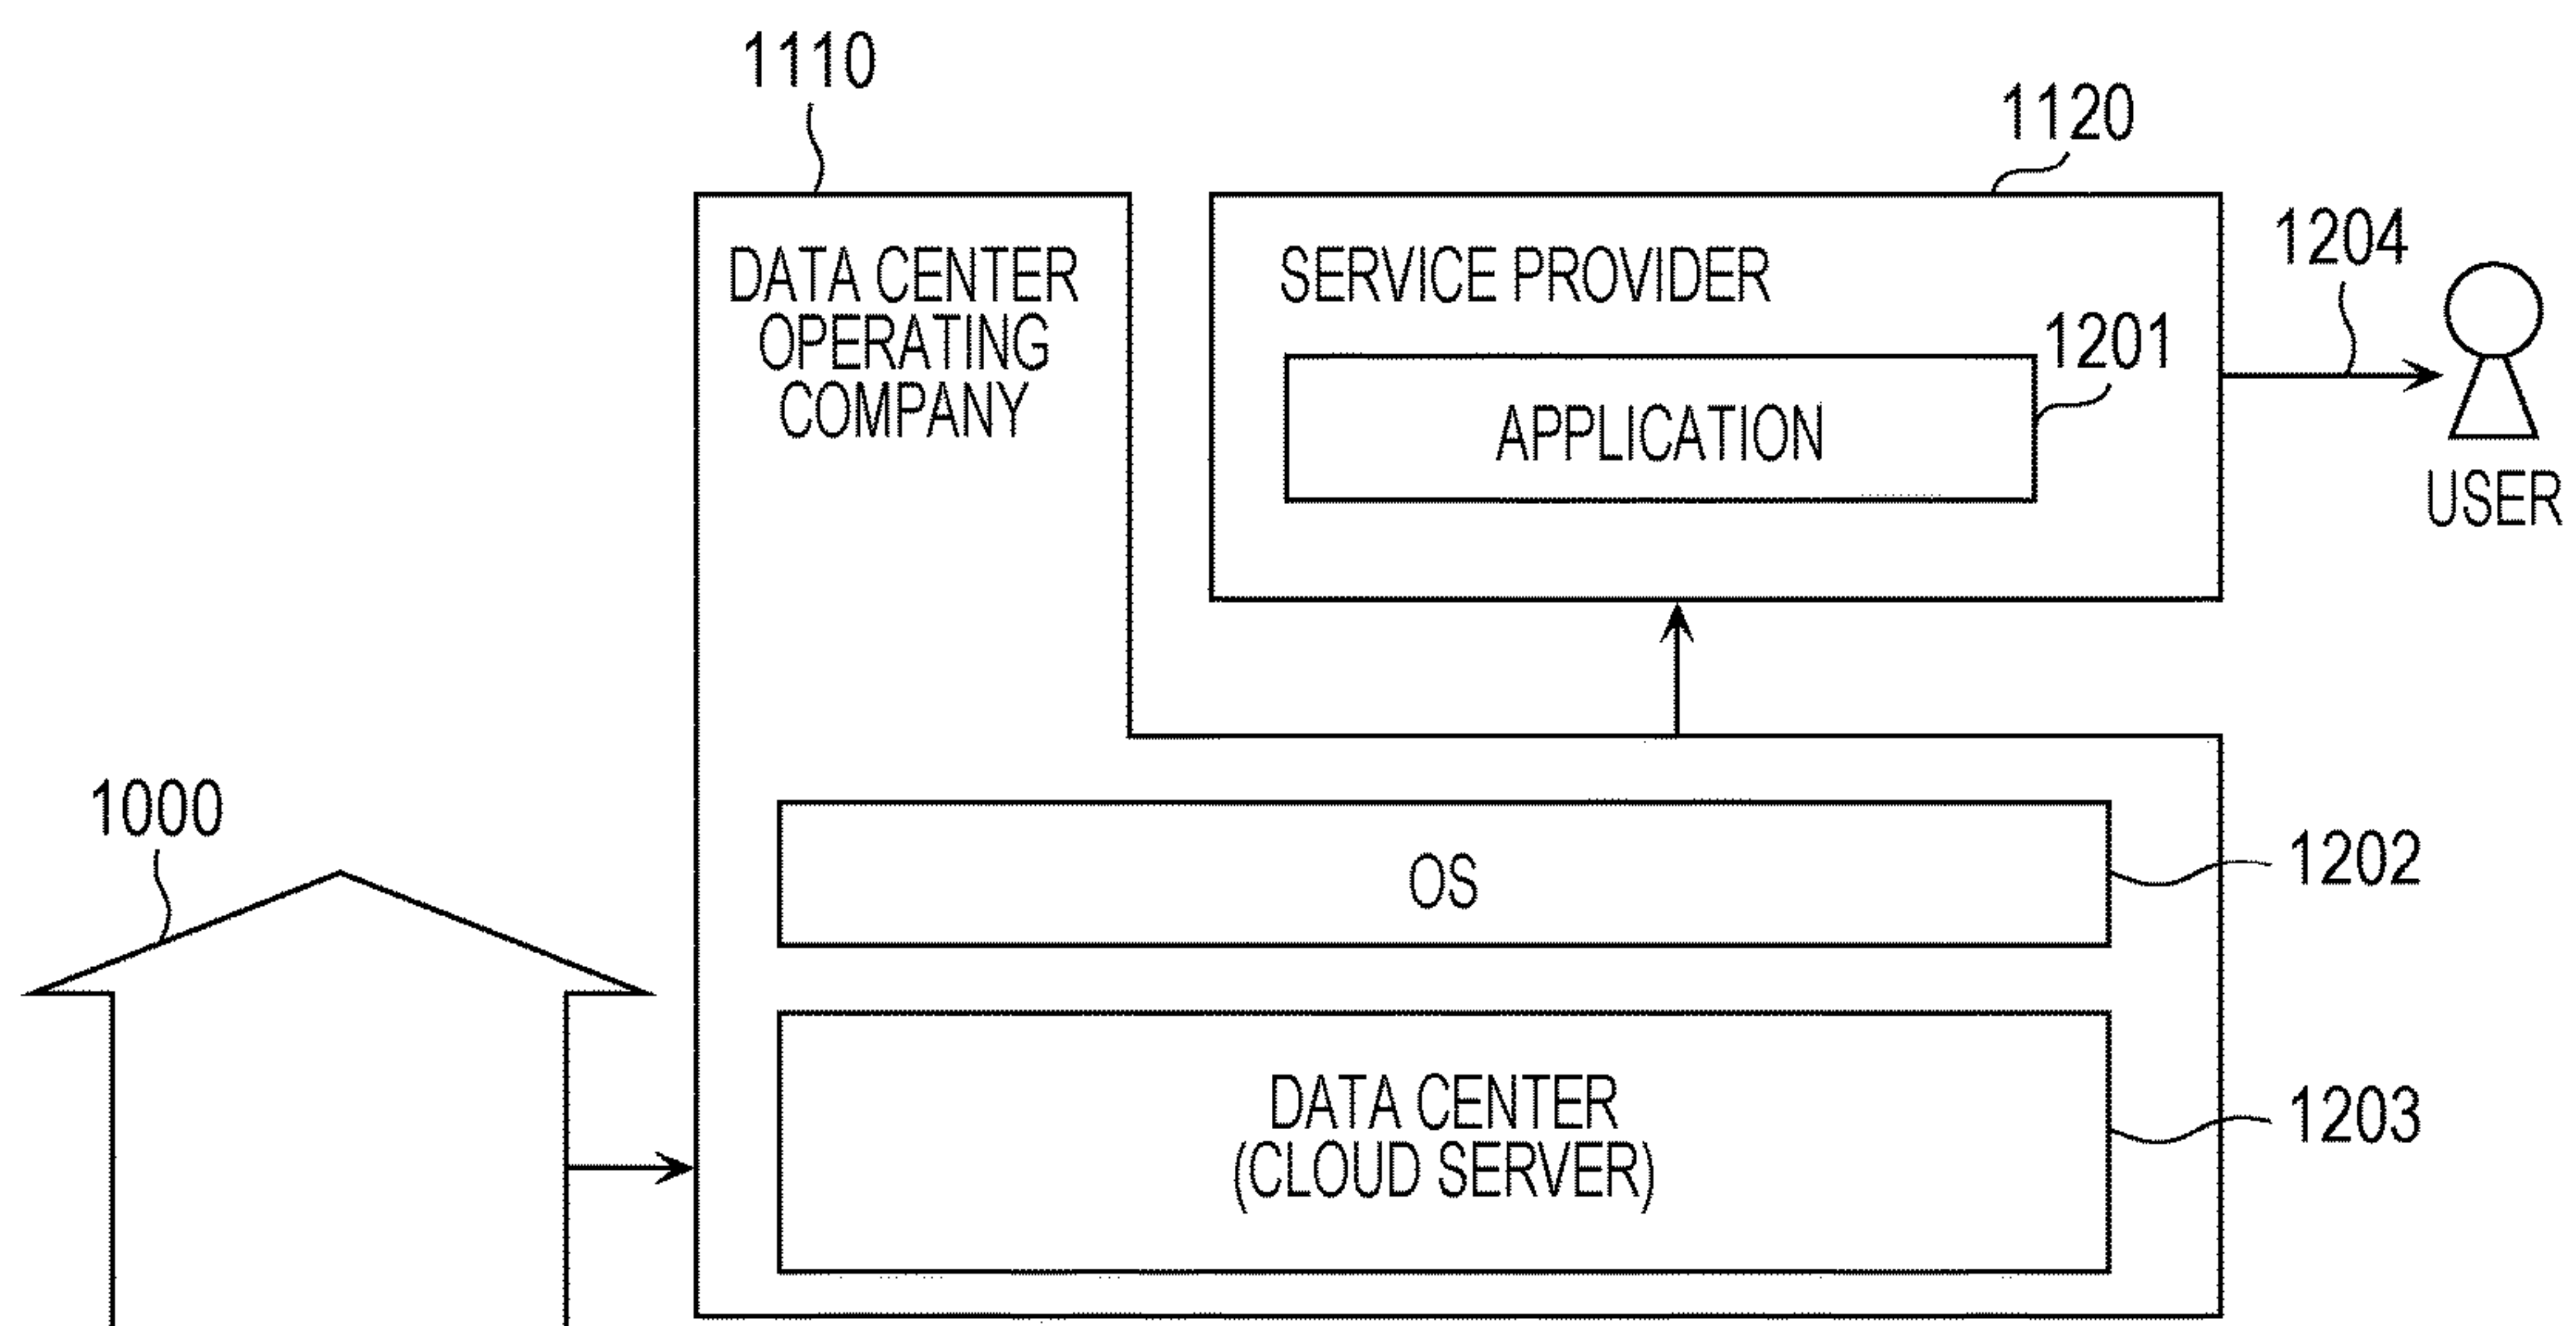 1110
1120
DATA CENTER
OPERATING
COMPANY
SERVICE PROVIDER
1204
1201
APPLICATION
USER
1000
OS
1202
DATA CENTER
(CLOUD SERVER)
1203